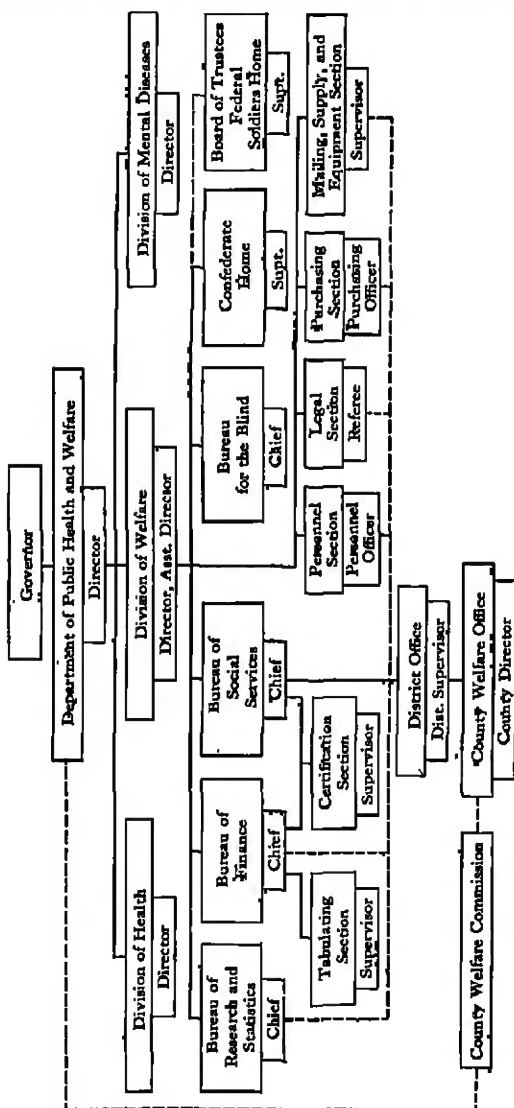 Governor
Department of Public Health and Welfare
Director
Division of Health
Director
Division of Welfare
Director, Asst. Director
Division of Mental Diseases
Director
Bureau of
Research and
Statistics
Chief
Bureau of
Finance
Chief
Bureau of
Social
Services
Chief
Bureau
for the Blind
Chief
Confederate
Home
Supt.
Board of Trustees
Federal
Soldiers Home
Supt.
Tabulating
Section
Supervisor
Certification
Section
Supervisor
Personnel
Section
Personnel
Officer
Legal
Section
Referee
Purchasing
Section
Purchasing
Officer
Mailing, Supply, and
Equipment Section
Supervisor
District Office
Dist. Supervisor
County Welfare Commission
County Welfare Office
County Director